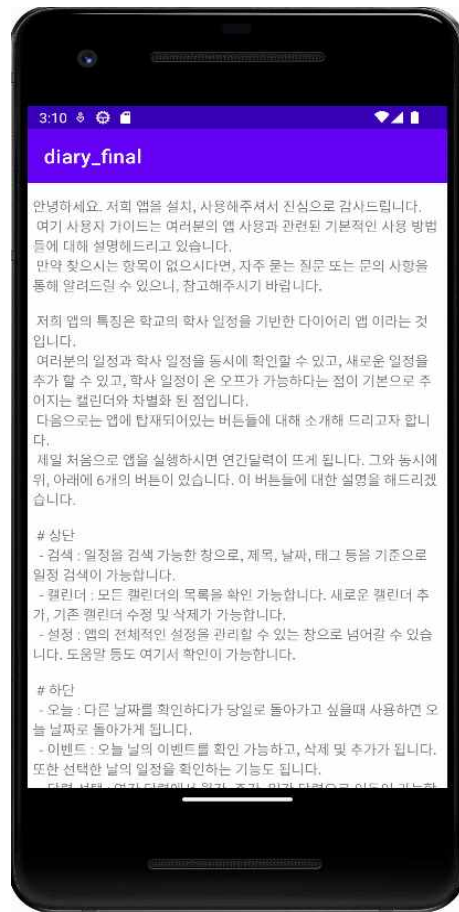 3:10
diary_final
안녕하세요. 저희 앱을 설치, 사용해주셔서 진심으로 감사드립니다.
여기 사용자 가이드는 여러분의 앱 사용과 관련된 기본적인 사용 방법
들에 대해 설명해드리고 있습니다.
만약 찾으시는 항목이 없으시다면, 자주 묻는 질문 또는 문의 사항을
통해 알려드릴 수 있으니, 참고해주시기 바랍니다.
저희 앱의 특징은 학교의 학사 일정을 기반한 다이어리 앱 이라는 것
입니다.
여러분의 일정과 학사 일정을 동시에 확인할 수 있고, 새로운 일정을
추가 할 수 있고, 학사 일정이 온 오프가 가능하다는 점이 기본으로 주
어지는 캘린더와 차별화 된 점입니다.
다음으로는 앱에 탑재되어있는 버튼들에 대해 소개해 드리고자 합니
다.
제일 처음으로 앱을 실행하시면 연간달력이 뜨게 됩니다. 그와 동시에
위, 아래에 6개의 버튼이 있습니다. 이 버튼들에 대한 설명을 해드리겠
습니다.
# 상단
- 검색 : 일정을 검색 가능한 창으로, 제목, 날짜, 태그 등을 기준으로
일정 검색이 가능합니다.
- 캘린더 : 모든 캘린더의 목록을 확인 가능합니다. 새로운 캘린더 추
가, 기존 캘린더 수정 및 삭제가 가능합니다.
- 설정 : 앱의 전체적인 설정을 관리할 수 있는 창으로 넘어갈 수 있습
니다. 도움말 등도 여기서 확인이 가능합니다.
# 하단
- 오늘 : 다른 날짜를 확인하다가 당일로 돌아가고 싶을때 사용하면 오
늘 날짜로 돌아가게 됩니다.
- 이벤트 : 오늘 날의 이벤트를 확인 가능하고, 삭제 및 추가가 됩니다.
또한 선택한 날의 일정을 확인하는 기능도 됩니다.